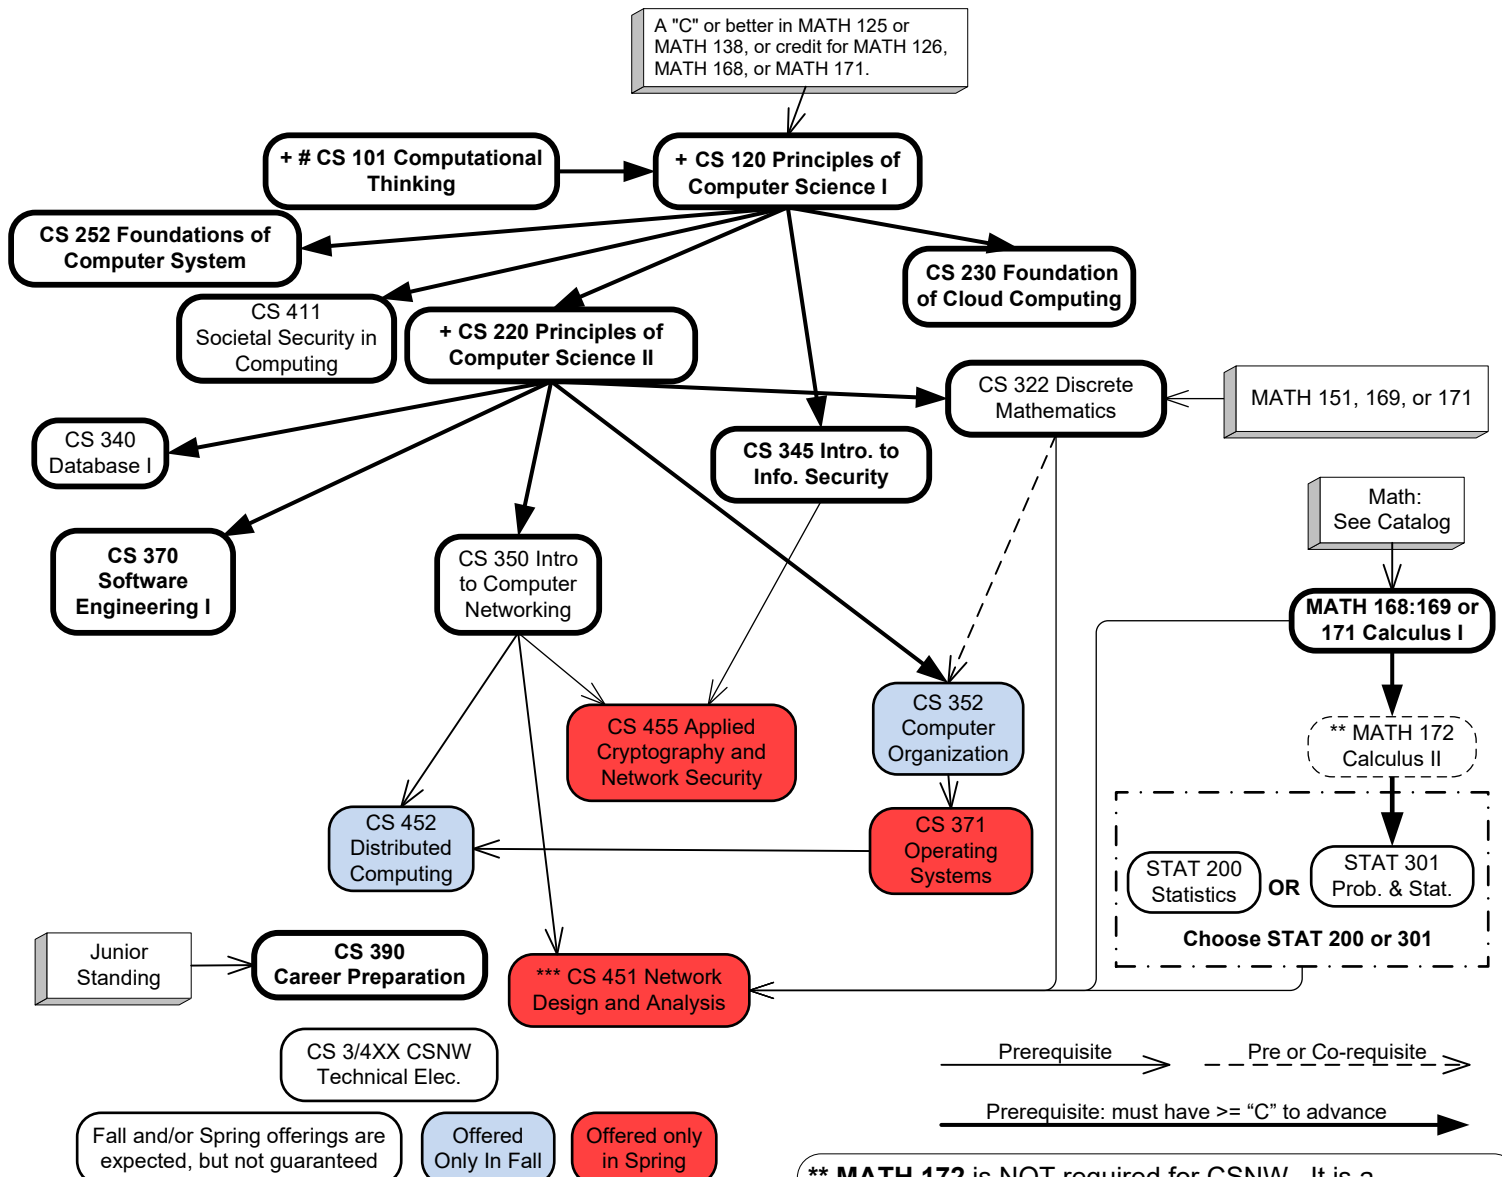 A "C" or better in MATH 125 or
MATH 138, or credit for MATH 126,
MATH 168, or MATH 171.
+ # CS 101 Computational
Thinking
+ CS 120 Principles of
Computer Science I
CS 252 Foundations of
Computer System
CS 230 Foundation
of Cloud Computing
CS 411
Societal Security in
Computing
+ CS 220 Principles of
Computer Science II
CS 322 Discrete
Mathematics
MATH 151, 169, or 171
CS 340
Database I
CS 345 Intro. to
Info. Security
Math:
See Catalog
CS 370
Software
Engineering I
CS 350 Intro
to Computer
Networking
MATH 168:169 or
171 Calculus I
CS 455 Applied
Cryptography and
Network Security
CS 352
Computer
Organization
** MATH 172
Calculus II
CS 452
Distributed
Computing
CS 371
Operating
Systems
STAT 200
Statistics
OR
STAT 301
Prob. & Stat.
Choose STAT 200 or 301
Junior
Standing
CS 390
Career Preparation
*** CS 451 Network
Design and Analysis
CS 3/4XX CSNW
Technical Elec.
Prerequisite
Pre or Co-requisite
Prerequisite: must have >= “C” to advance
Fall and/or Spring offerings are
expected, but not guaranteed
Offered
Only In Fall
Offered only
in Spring
** MATH 172 is NOT required for CSNW. It is a